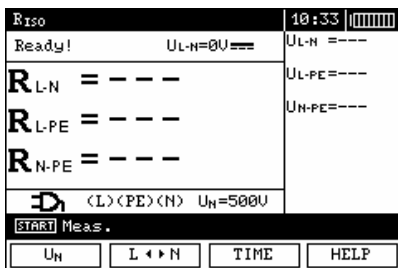 RISO 10:33
Ready! UL-N=0V
RL-N =---
RL-PE =---
RN-PE =---
UL-N =---
UL-PE=---
UN-PE=---
(L)(PE)(N) UN=500V
START Meas.
UN L◄►N TIME HELP